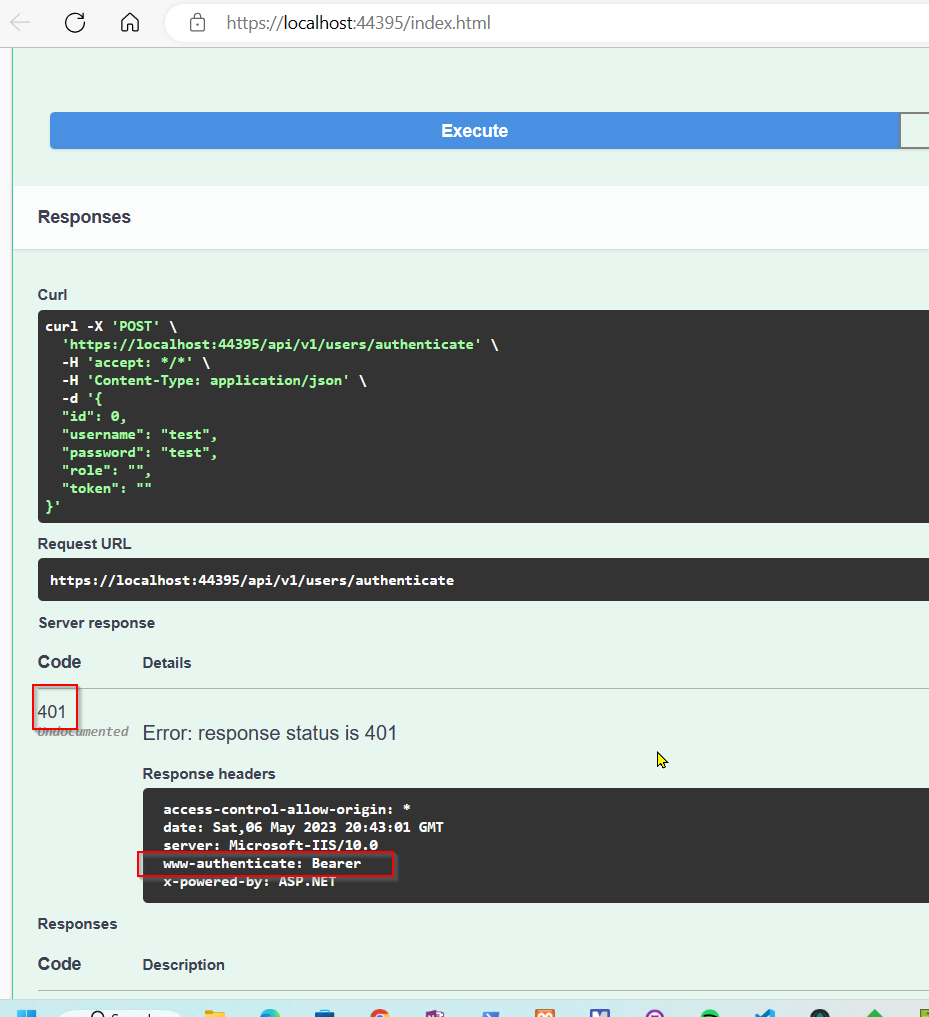 https://localhost:44395/index.html
Execute
Responses
Curl
curl -X 'POST' \
'https://localhost:44395/api/v1/users/authenticate' \
-H 'accept: */*' \
-H 'Content-Type: application/json' \
-d '{
"id": 0,
"username": "test",
"password": "test",
"role": "",
"token": ""
}'
Request URL
https://localhost:44395/api/v1/users/authenticate
Server response
Code Details
401
Undocumented
Error: response status is 401
Response headers
access-control-allow-origin: *
date: Sat,06 May 2023 20:43:01 GMT
server: Microsoft-IIS/10.0
www-authenticate: Bearer
x-powered-by: ASP.NET
Responses
Code Description